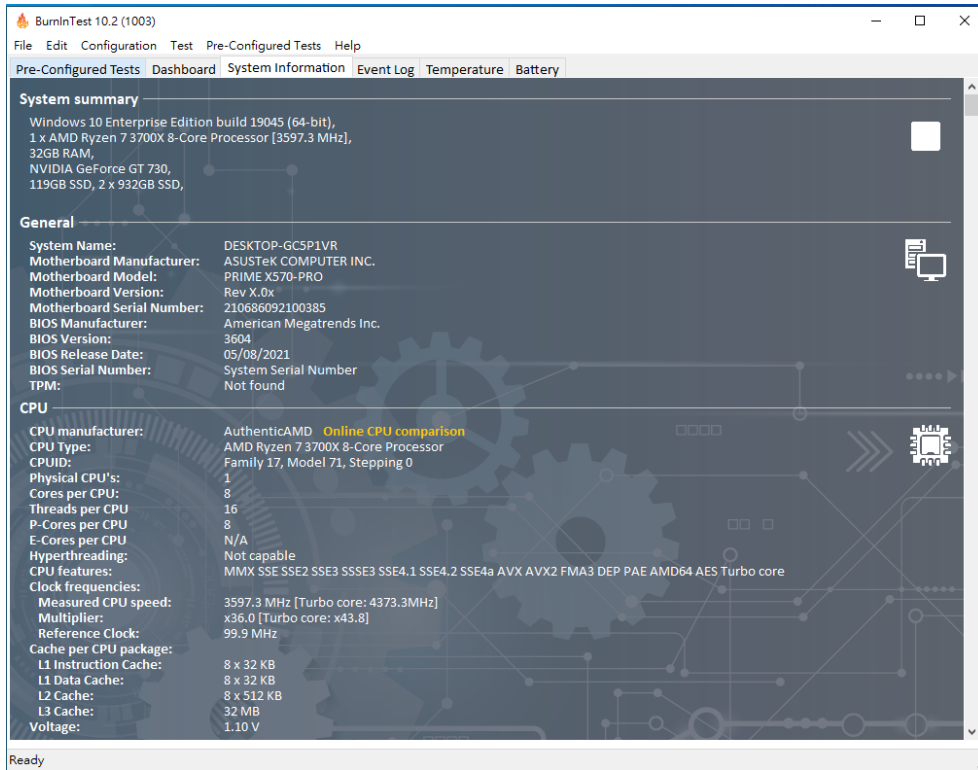 BurnInTest 10.2 (1003)
File Edit Configuration Test Pre-Configured Tests Help
Pre-Configured Tests Dashboard System Information Event Log Temperature Battery
System summary
Windows 10 Enterprise Edition build 19045 (64-bit),
1 x AMD Ryzen 7 3700X 8-Core Processor [3597.3 MHz],
32GB RAM,
NVIDIA GeForce GT 730,
119GB SSD, 2 x 932GB SSD,
General
System Name: DESKTOP-GC5P1VR
Motherboard Manufacturer: ASUSTeK COMPUTER INC.
Motherboard Model: PRIME X570-PRO
Motherboard Version: Rev X.0x
Motherboard Serial Number: 210686092100385
BIOS Manufacturer: American Megatrends Inc.
BIOS Version: 3604
BIOS Release Date: 05/08/2021
BIOS Serial Number: System Serial Number
TPM: Not found
CPU
CPU manufacturer: AuthenticAMD Online CPU comparison
CPU Type: AMD Ryzen 7 3700X 8-Core Processor
CPUID: Family 17, Model 71, Stepping 0
Physical CPU's: 1
Cores per CPU: 8
Threads per CPU 16
P-Cores per CPU 8
E-Cores per CPU N/A
Hyperthreading: Not capable
CPU features: MMX SSE SSE2 SSE3 SSSE3 SSE4.1 SSE4.2 SSE4a AVX AVX2 FMA3 DEP PAE AMD64 AES Turbo core
Clock frequencies:
Measured CPU speed: 3597.3 MHz [Turbo core: 4373.3MHz]
Multiplier: x36.0 [Turbo core: x43.8]
Reference Clock: 99.9 MHz
Cache per CPU package:
L1 Instruction Cache: 8 x 32 KB
L1 Data Cache: 8 x 32 KB
L2 Cache: 8 x 512 KB
L3 Cache: 32 MB
Voltage: 1.10 V
Ready